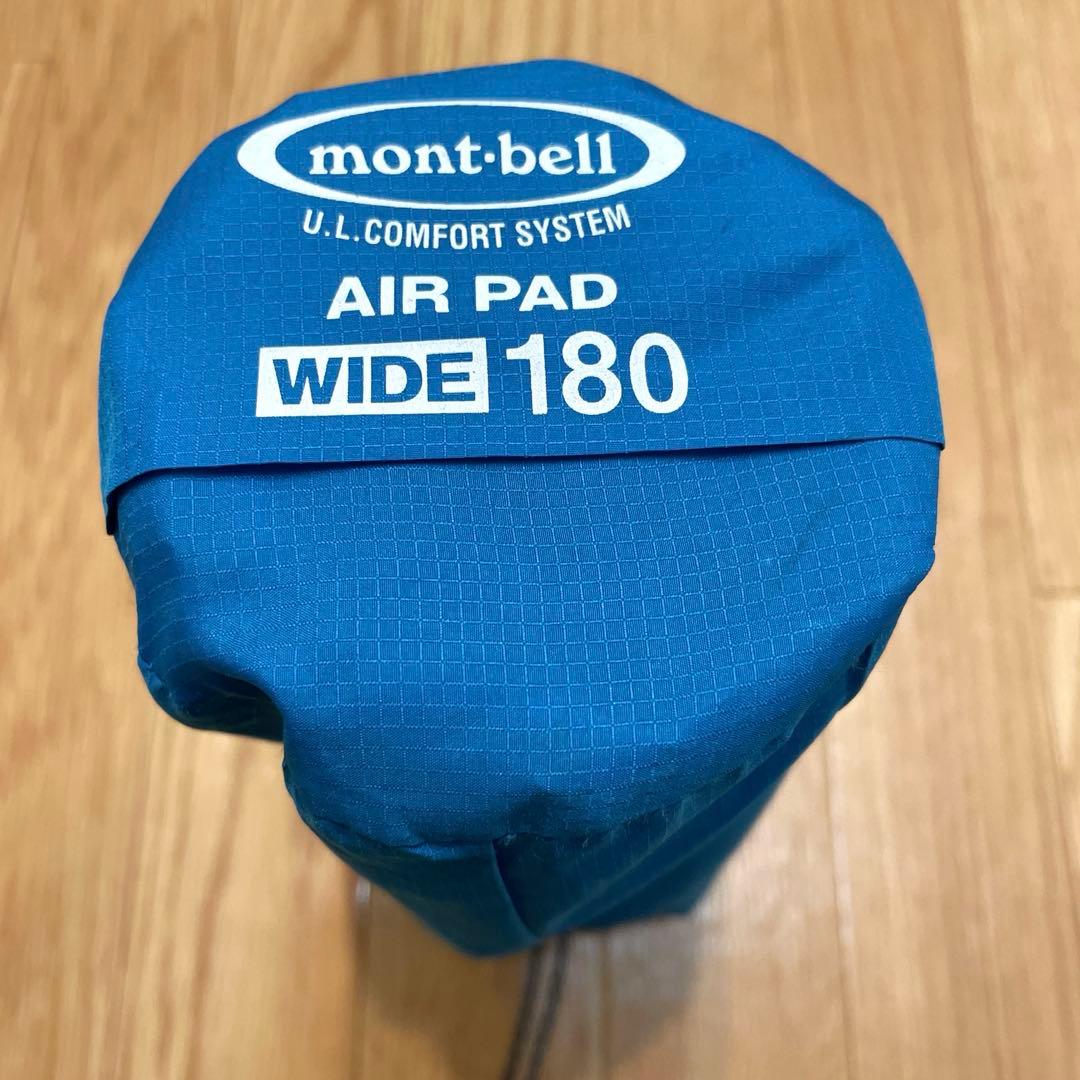 mont-bell
U.L.COMFORT SYSTEM
AIR PAD
WIDE 180